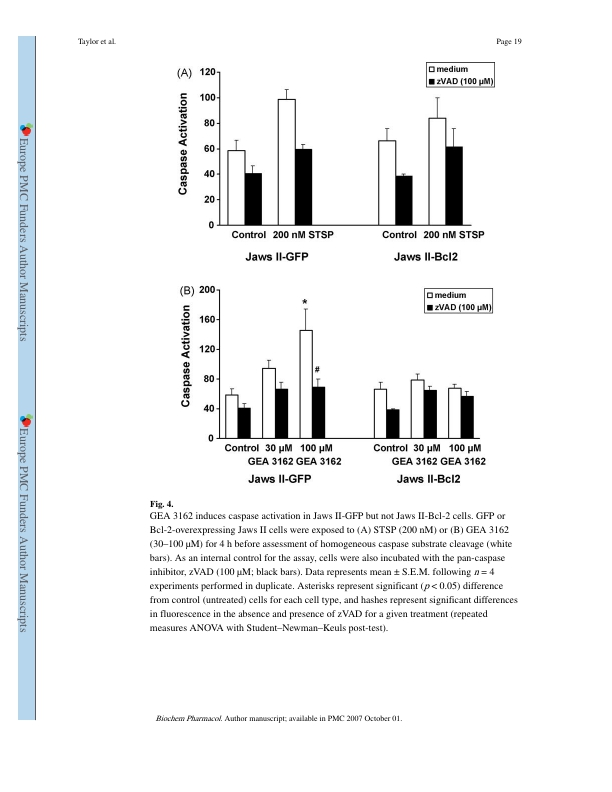 Taylor et al.
Page 19
Europe PMC Funders Author Manuscripts
Europe PMC Funders Author Manuscripts
(A)
120
100
80
60
40
20
0
Caspase Activation
medium
zVAD (100 µM)
Control 200 nM STSP
Control 200 nM STSP
Jaws II-GFP
Jaws II-Bcl2
(B)
200
160
120
80
40
0
Caspase Activation
*
#
medium
zVAD (100 µM)
Control 30 µM 100 µM
GEA 3162 GEA 3162
Control 30 µM 100 µM
GEA 3162 GEA 3162
Jaws II-GFP
Jaws II-Bcl2
Fig. 4.
GEA 3162 induces caspase activation in Jaws II-GFP but not Jaws II-Bcl-2 cells. GFP or
Bcl-2-overexpressing Jaws II cells were exposed to (A) STSP (200 nM) or (B) GEA 3162
(30–100 µM) for 4 h before assessment of homogeneous caspase substrate cleavage (white
bars). As an internal control for the assay, cells were also incubated with the pan-caspase
inhibitor, zVAD (100 µM; black bars). Data represents mean ± S.E.M. following n = 4
experiments performed in duplicate. Asterisks represent significant (p < 0.05) difference
from control (untreated) cells for each cell type, and hashes represent significant differences
in fluorescence in the absence and presence of zVAD for a given treatment (repeated
measures ANOVA with Student–Newman–Keuls post-test).
Biochem Pharmacol. Author manuscript; available in PMC 2007 October 01.